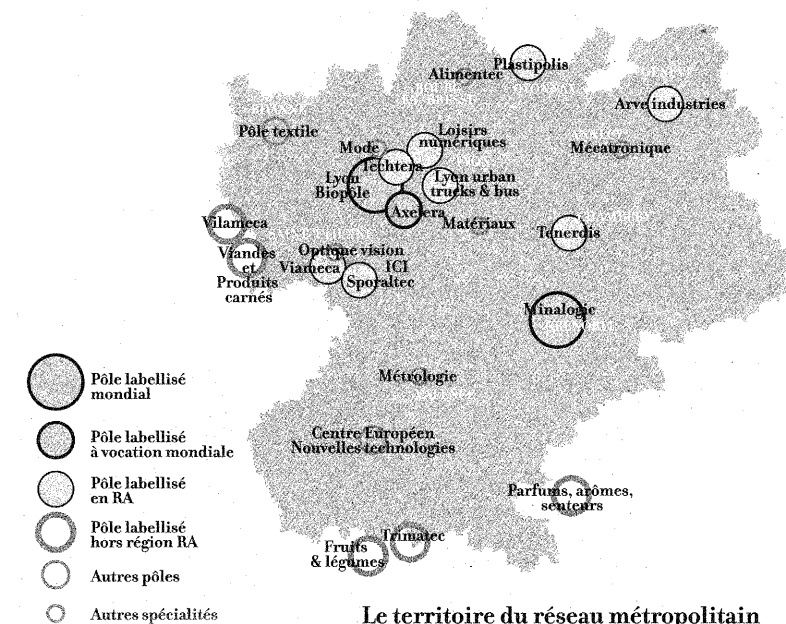 Plastipolis
Alimentec
Arve industries
Pôle textile
Loisirs
numériques
Mode
Mécatronique
Techtera
Lyon
Biopôle
Lyon urban
trucks & bus
Axelera
Matériaux
Vilameca
Tenerdis
Viandes
et
Produits
carnés
Optique vision
Viameca
ICI
Sporaltec
Minalogic
Métrologie
Centre Européen
Nouvelles technologies
Parfums, arômes,
senteurs
Trimatec
Fruits
& légumes
Pôle labellisé
mondial
Pôle labellisé
à vocation mondiale
Pôle labellisé
en RA
Pôle labellisé
hors région RA
Autres pôles
Autres spécialités
Le territoire du réseau métropolitain